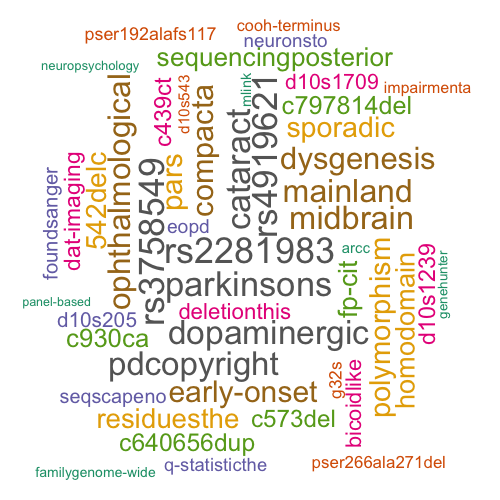 cooh-terminus
pser192alafs117
neuronsto
sequencingposterior
neuropsychology
d10s1709
impairmenta
mlink
d10s543
c439ct
c797814del
ophthalmological
compacta
cataract
rs4919621
sporadic
dysgenesis
pars
542delc
dat-imaging
foundsanger
rs3758549
mainland
midbrain
eopd
rs2281983
arcc
parkinsons
fp-cit
polymorphism
homodomain
d10s1239
genehunter
panel-based
deletionthis
d10s205
c930ca
dopaminergic
pdcopyright
g32s
bicoidlike
seqscapeno
early-onset
residuesthe
c573del
c640656dup
familygenome-wide
q-statisticthe
pser266ala271del